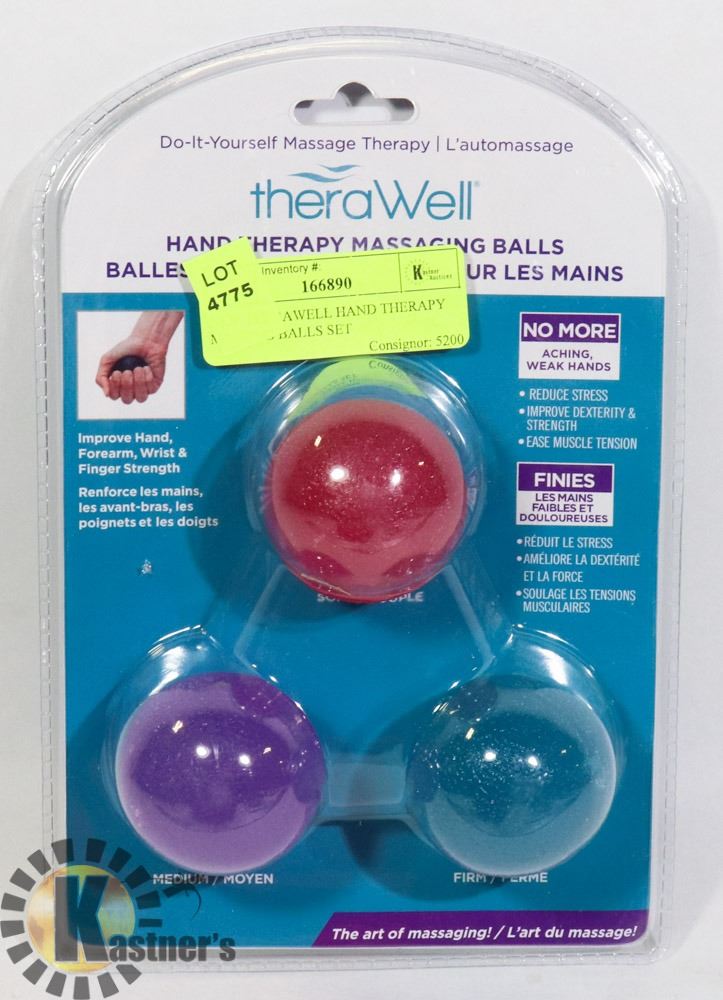 Do-It-Yourself Massage Therapy | L'automassage
theraWell
HAND THERAPY MASSAGING BALLS
BALLES UR LES MAINS
LOT
4775
Inventory #:
166890
Kastner
Auctions
AWELL HAND THERAPY
BALLS SET
Consignor: 5200
NO MORE
ACHING,
WEAK HANDS
• REDUCE STRESS
• IMPROVE DEXTERITY &
STRENGTH
• EASE MUSCLE TENSION
Improve Hand,
Forearm, Wrist &
Finger Strength
Renforce les mains,
les avant-bras, les
poignets et les doigts
FINIES
LES MAINS
FAIBLES ET
DOULOUREUSES
• RÉDUIT LE STRESS
• AMÉLIORE LA DEXTÉRITÉ
ET LA FORCE
• SOULAGE LES TENSIONS
MUSCULAIRES
MEDIUM / MOYEN
FIRM / FERME
The art of massaging! / L'art du massage!
Kastner's